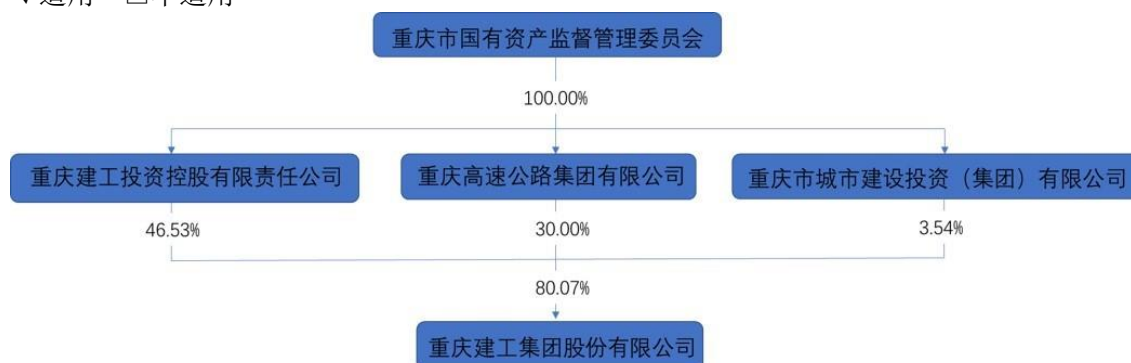 重庆市国有资产监督管理委员会
100.00%
重庆建工投资控股有限责任公司
重庆高速公路集团有限公司
重庆市城市建设投资（集团）有限公司
46.53%
30.00%
3.54%
80.07%
重庆建工集团股份有限公司